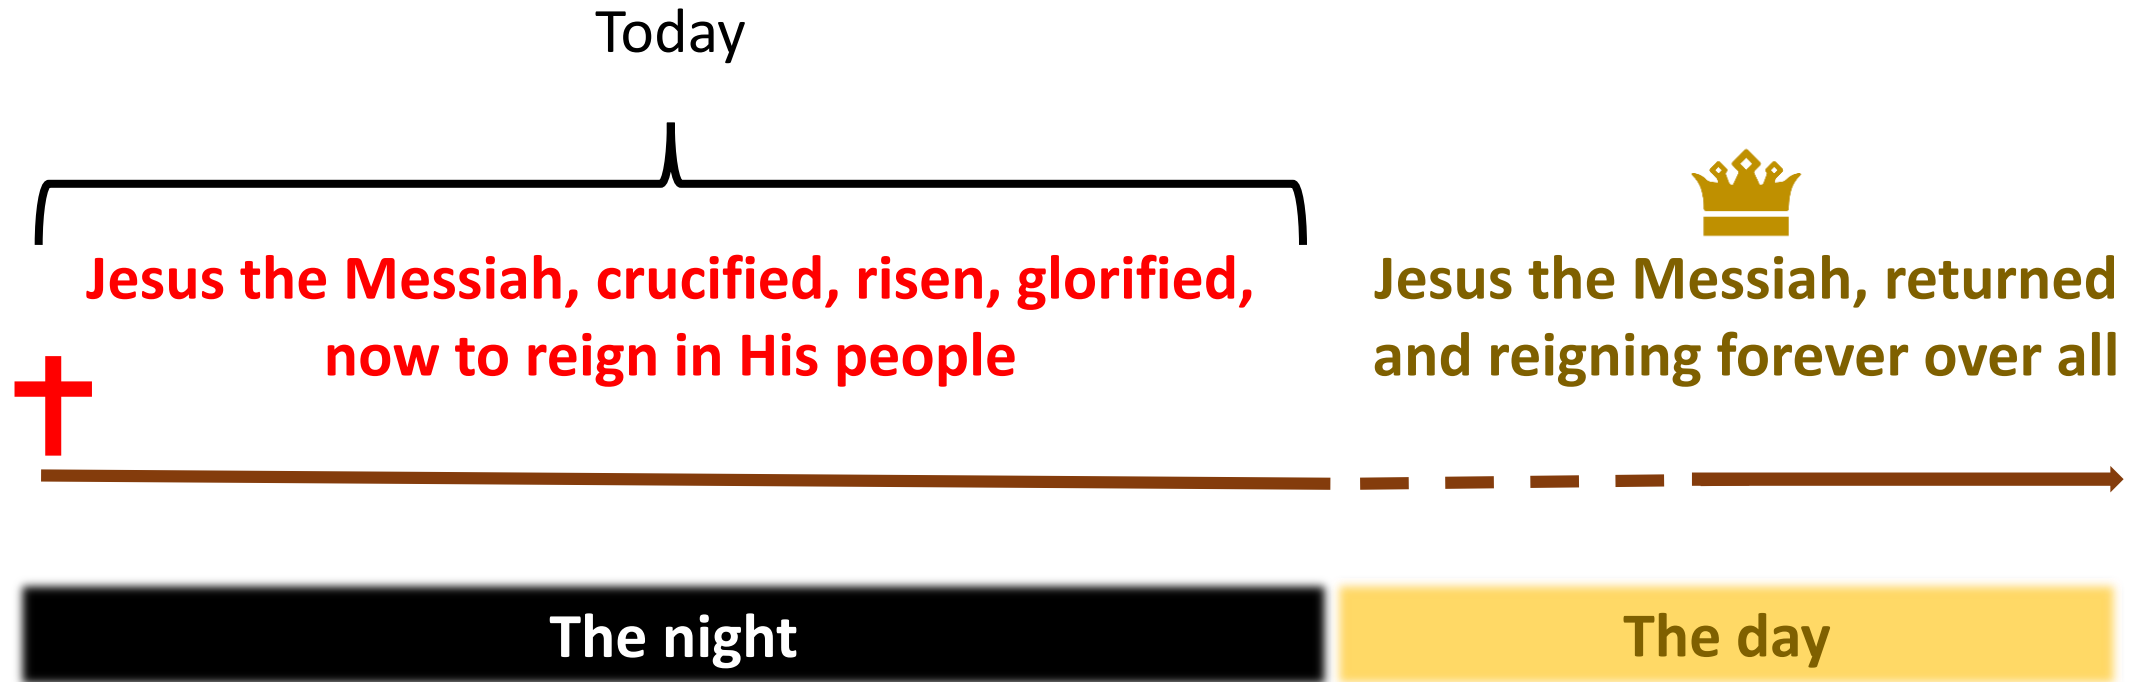 Today
Jesus the Messiah, crucified, risen, glorified,
now to reign in His people
Jesus the Messiah, returned
and reigning forever over all
The night
The day